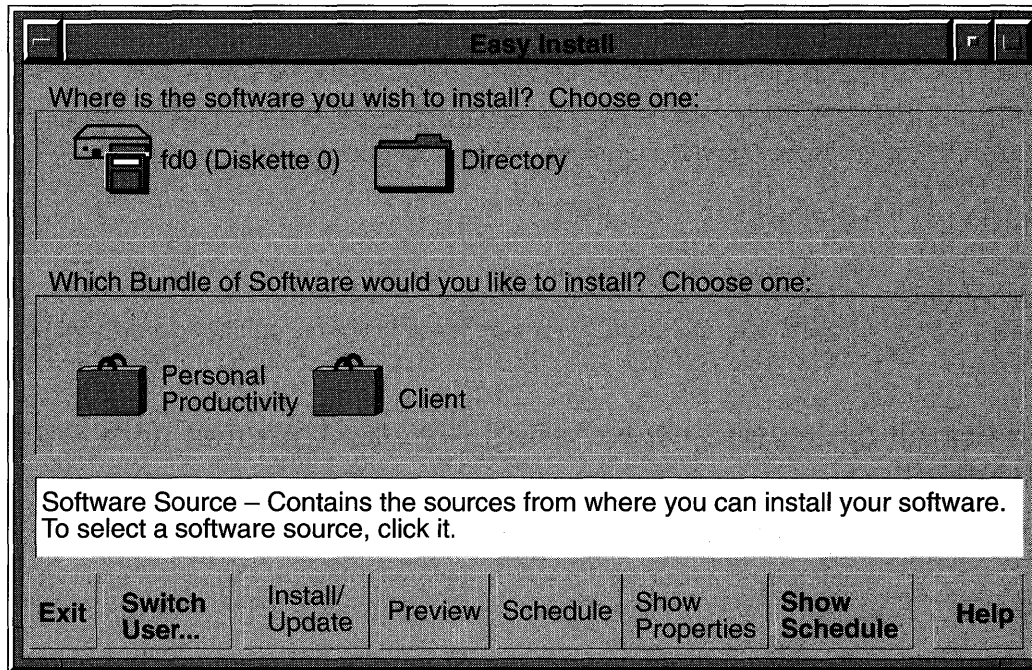 Easy Install
Where is the software you wish to install? Choose one:
fd0 (Diskette 0)
Directory
Which Bundle of Software would you like to install? Choose one:
Personal
Productivity
Client
Software Source – Contains the sources from where you can install your software.
To select a software source, click it.
Exit
Switch
User...
Install/
Update
Preview
Schedule
Show
Properties
Show
Schedule
Help